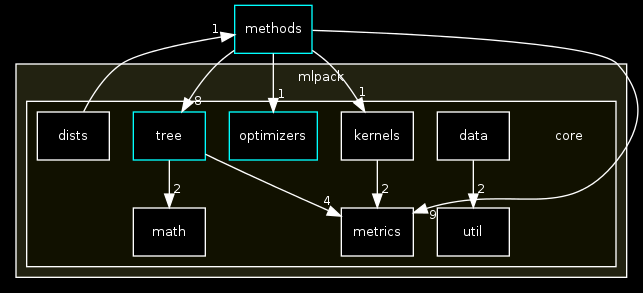 methods
1
mlpack
8
1
1
dists
tree
optimizers
kernels
data
core
2
4
2
2
9
math
metrics
util